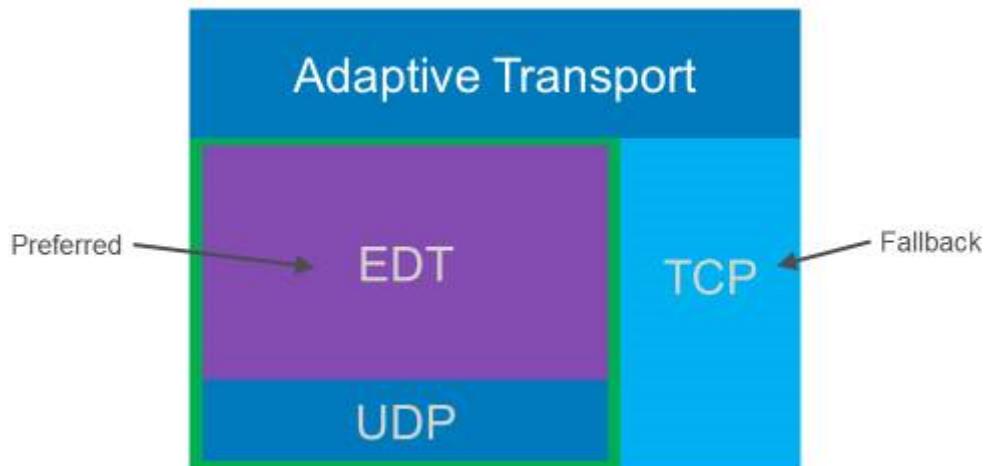 Adaptive Transport
Preferred
EDT
TCP
Fallback
UDP